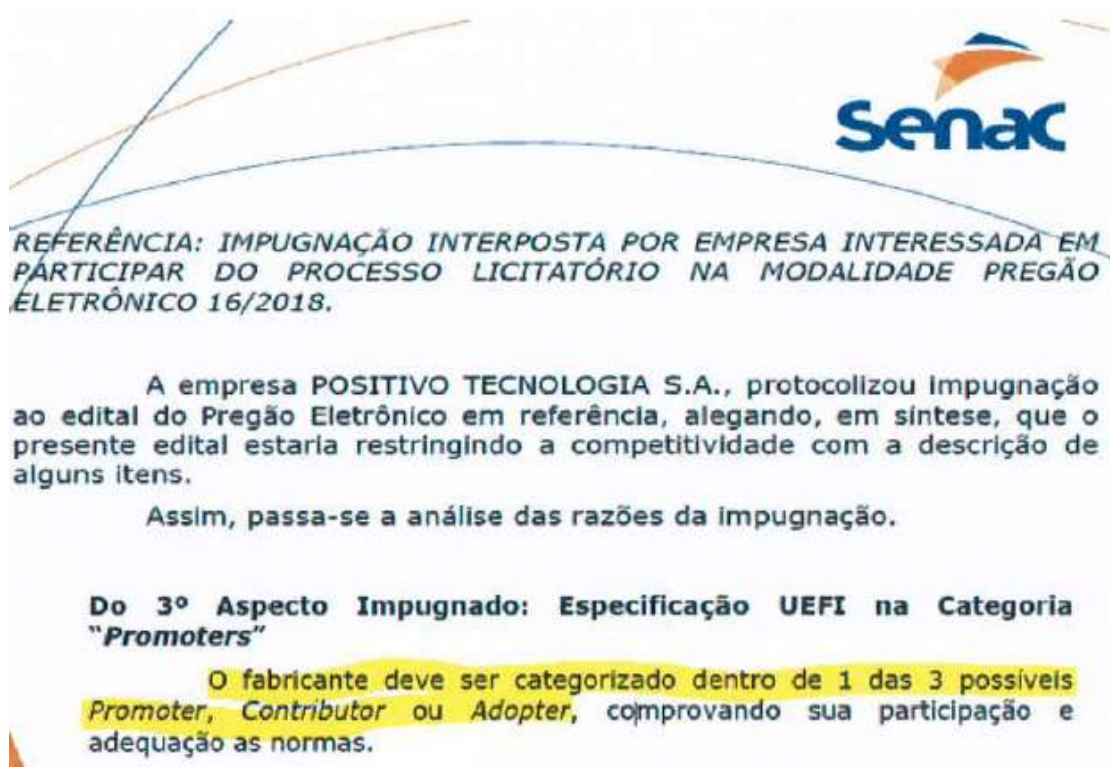 Senac
REFERÊNCIA: IMPUGNAÇÃO INTERPOSTA POR EMPRESA INTERESSADA EM
PARTICIPAR DO PROCESSO LICITATÓRIO NA MODALIDADE PREGÃO
ELETRÔNICO 16/2018.
A empresa POSITIVO TECNOLOGIA S.A., protocolizou impugnação
ao edital do Pregão Eletrônico em referência, alegando, em síntese, que o
presente edital estaria restringindo a competitividade com a descrição de
alguns itens.
Assim, passa-se a análise das razões da impugnação.
Do 3º Aspecto Impugnado: Especificação UEFI na Categoria
"Promoters"
O fabricante deve ser categorizado dentro de 1 das 3 possíveis
Promoter, Contributor ou Adopter, comprovando sua participação e
adequação as normas.